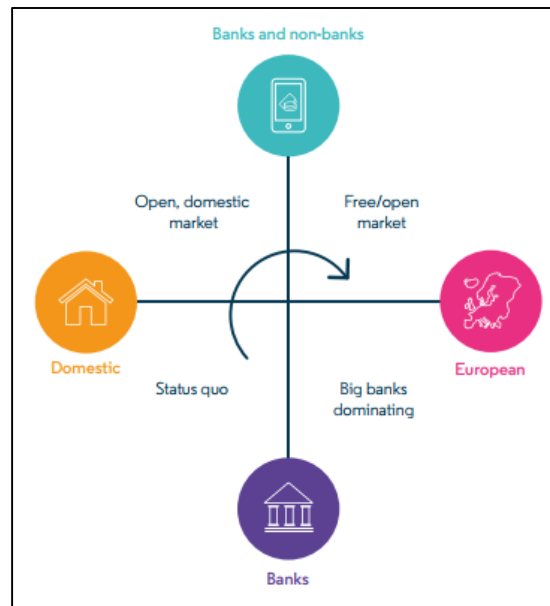 Banks and non-banks
Open, domestic
market
Free/open
market
Domestic
European
Status quo
Big banks
dominating
Banks